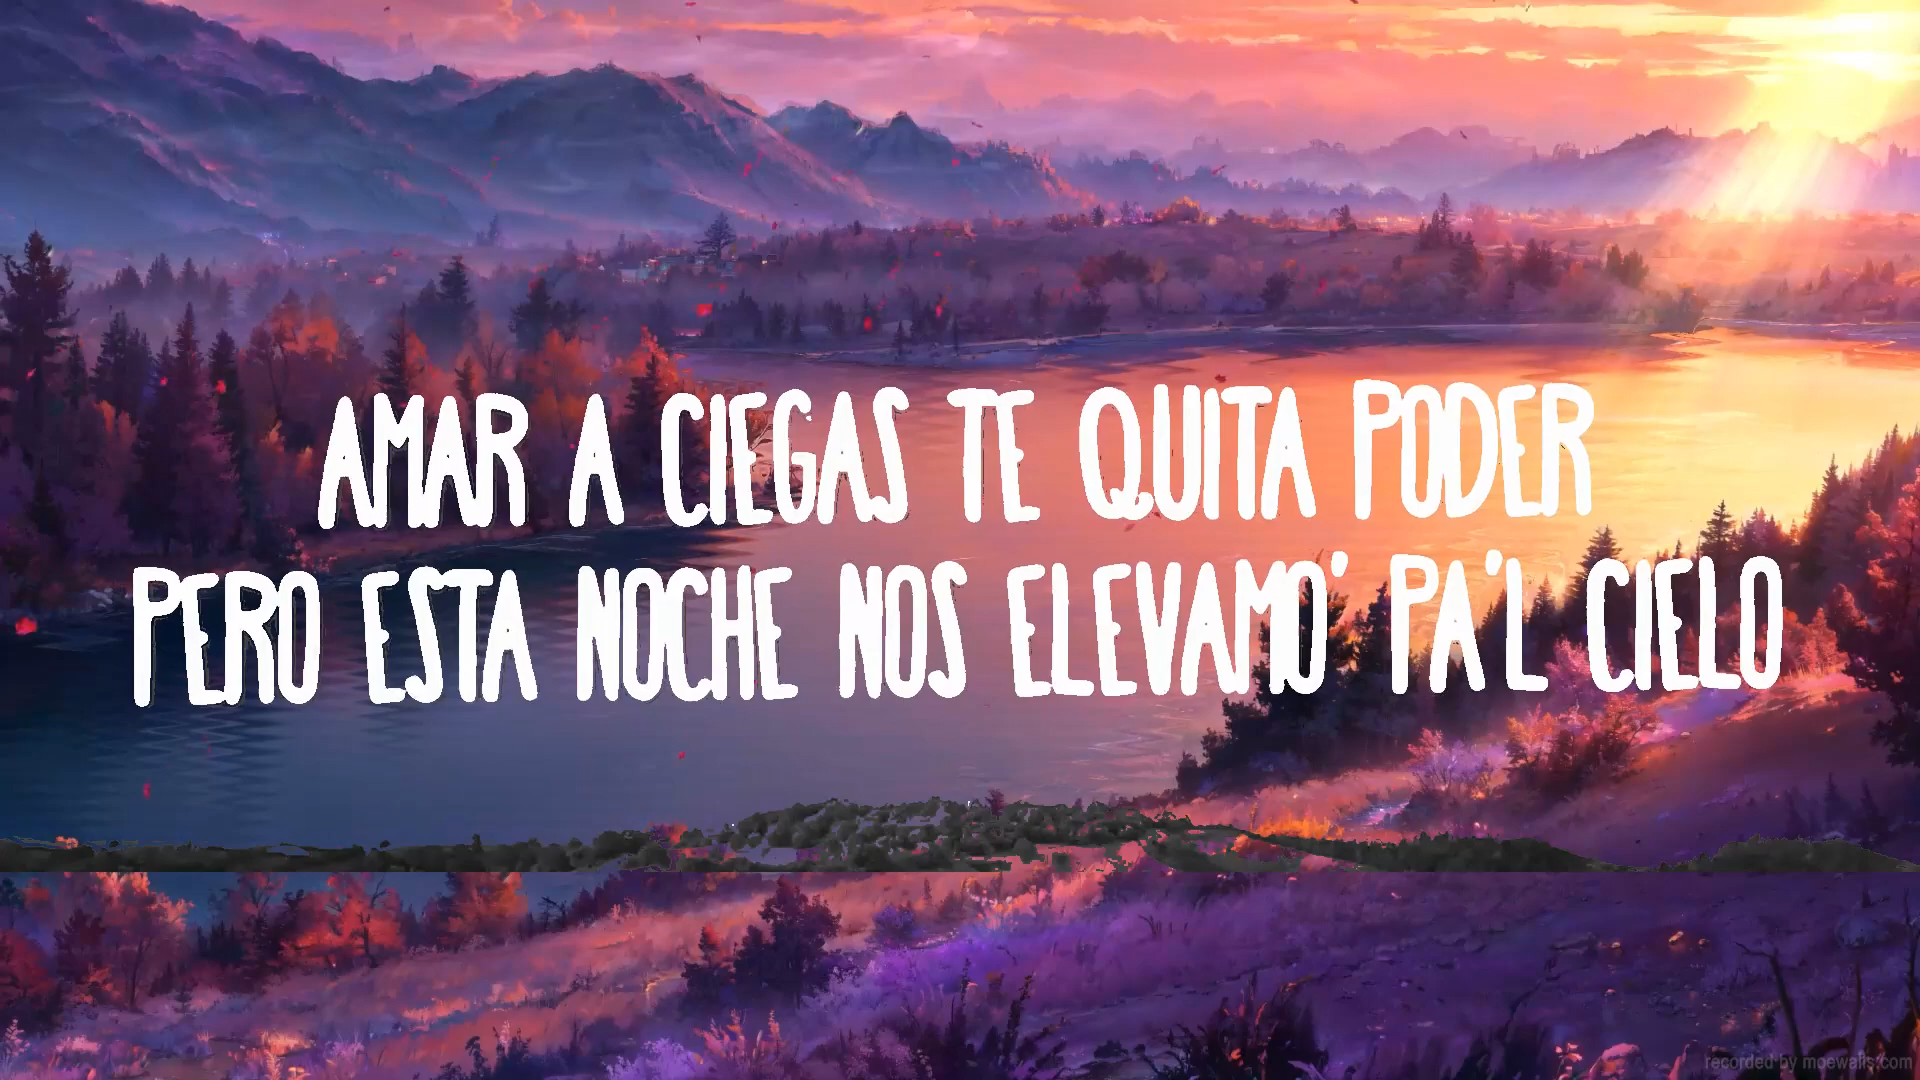 AMAR A CIEGAS TE QUITA PODER
PERO ESTA NOCHE NOS ELEVAMO' PA'L CIELO
recorded by moewalls.com